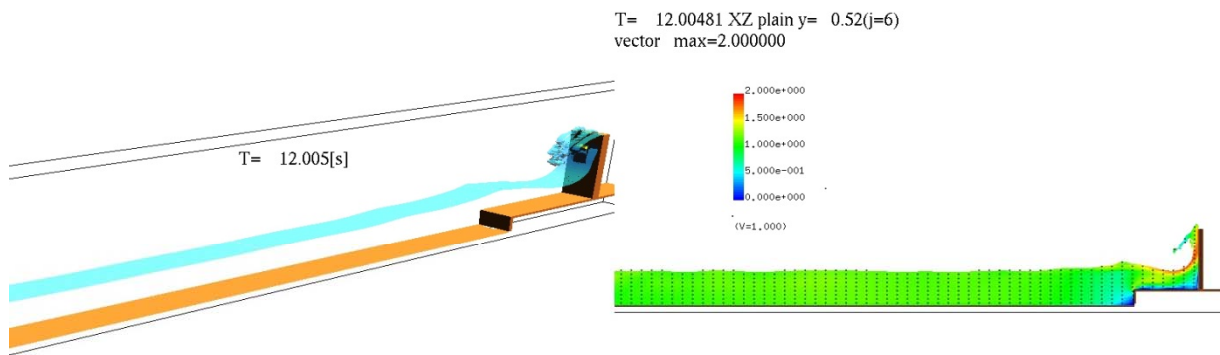 T= 12.005[s]
T= 12.00481 XZ plain y= 0.52(j=6)
vector max=2.000000
2.000e+000
1.500e+000
1.000e+000
5.000e-001
0.000e+000
(V=1.000)